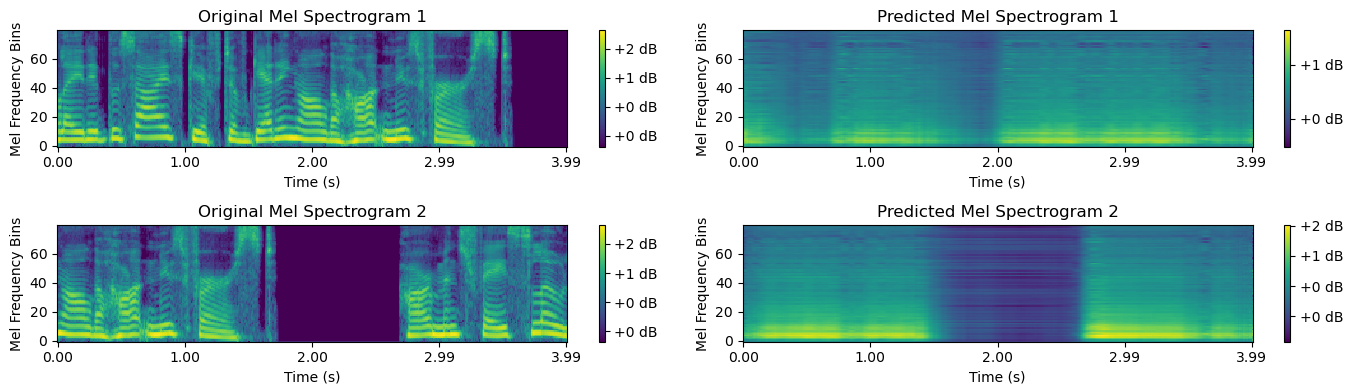 Original Mel Spectrogram 1
Mel Frequency Bins
60
40
20
0
0.00 1.00 2.00 2.99 3.99
Time (s)
+2 dB
+1 dB
+0 dB
+0 dB
Predicted Mel Spectrogram 1
Mel Frequency Bins
60
40
20
0
0.00 1.00 2.00 2.99 3.99
Time (s)
+1 dB
+0 dB
Original Mel Spectrogram 2
Mel Frequency Bins
60
40
20
0
0.00 1.00 2.00 2.99 3.99
Time (s)
+2 dB
+1 dB
+0 dB
+0 dB
Predicted Mel Spectrogram 2
Mel Frequency Bins
60
40
20
0
0.00 1.00 2.00 2.99 3.99
Time (s)
+2 dB
+1 dB
+0 dB
+0 dB